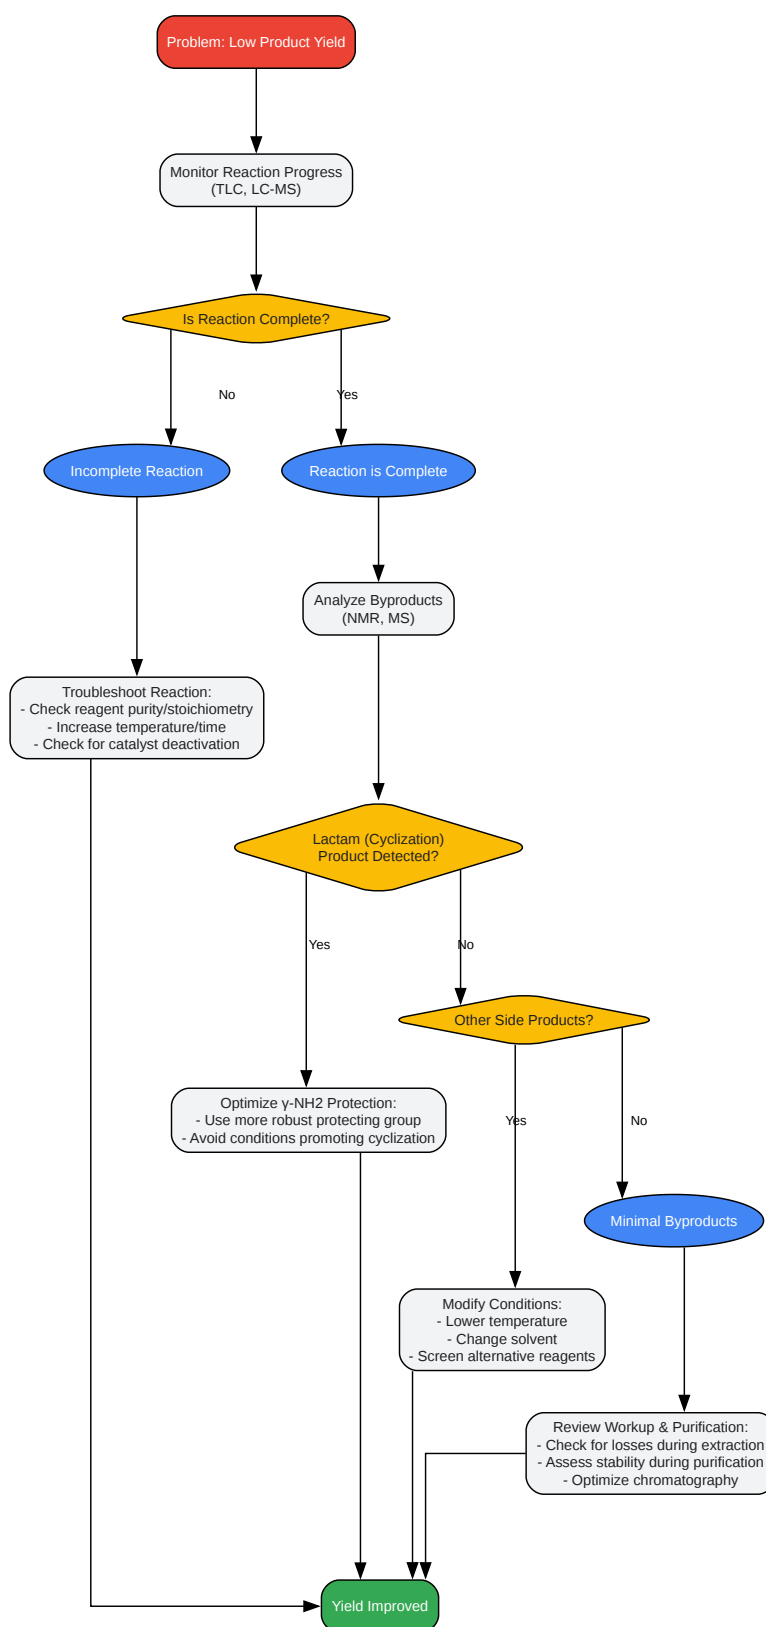 Problem: Low Product Yield
Monitor Reaction Progress
(TLC, LC-MS)
Is Reaction Complete?
No
Yes
Incomplete Reaction
Reaction is Complete
Analyze Byproducts
(NMR, MS)
Troubleshoot Reaction:
- Check reagent purity/stoichiometry
- Increase temperature/time
- Check for catalyst deactivation
Lactam (Cyclization)
Product Detected?
Yes
No
Other Side Products?
Optimize γ-NH2 Protection:
- Use more robust protecting group
- Avoid conditions promoting cyclization
Yes
No
Minimal Byproducts
Modify Conditions:
- Lower temperature
- Change solvent
- Screen alternative reagents
Review Workup & Purification:
- Check for losses during extraction
- Assess stability during purification
- Optimize chromatography
Yield Improved